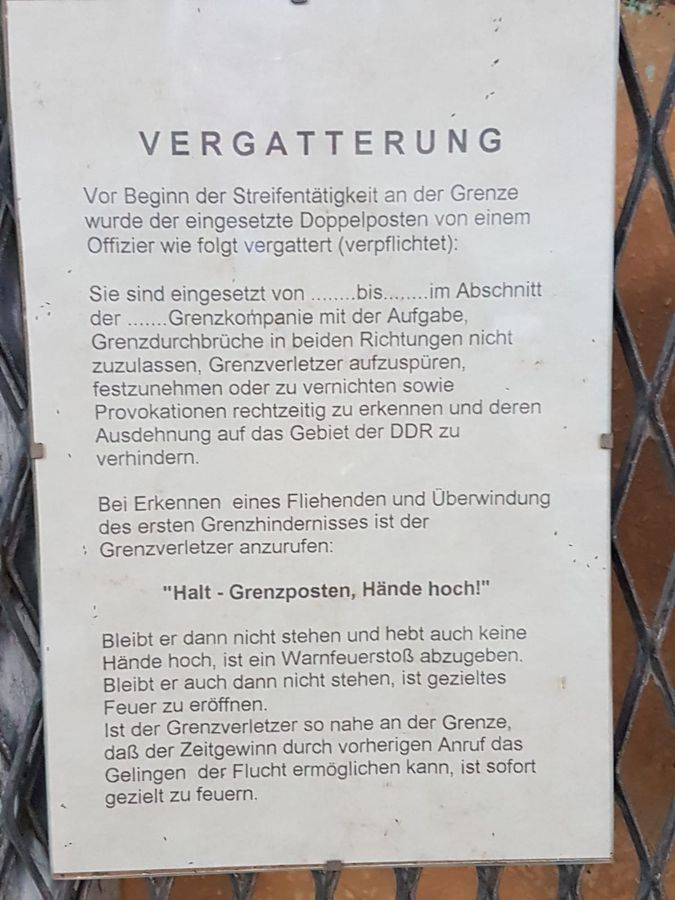 VERGATTERUNG
Vor Beginn der Streifentätigkeit an der Grenze
wurde der eingesetzte Doppelposten von einem
Offizier wie folgt vergattert (verpflichtet):
Sie sind eingesetzt von ........bis........im Abschnitt
der .......Grenzkompanie mit der Aufgabe,
Grenzdurchbrüche in beiden Richtungen nicht
zuzulassen, Grenzverletzer aufzuspüren,
festzunehmen oder zu vernichten sowie
Provokationen rechtzeitig zu erkennen und deren
Ausdehnung auf das Gebiet der DDR zu
verhindern.
Bei Erkennen eines Fliehenden und Überwindung
des ersten Grenzhindernisses ist der
Grenzverletzer anzurufen:
"Halt - Grenzposten, Hände hoch!"
Bleibt er dann nicht stehen und hebt auch keine
Hände hoch, ist ein Warnfeuerstoß abzugeben.
Bleibt er auch dann nicht stehen, ist gezieltes
Feuer zu eröffnen.
Ist der Grenzverletzer so nahe an der Grenze,
daß der Zeitgewinn durch vorherigen Anruf das
Gelingen der Flucht ermöglichen kann, ist sofort
gezielt zu feuern.